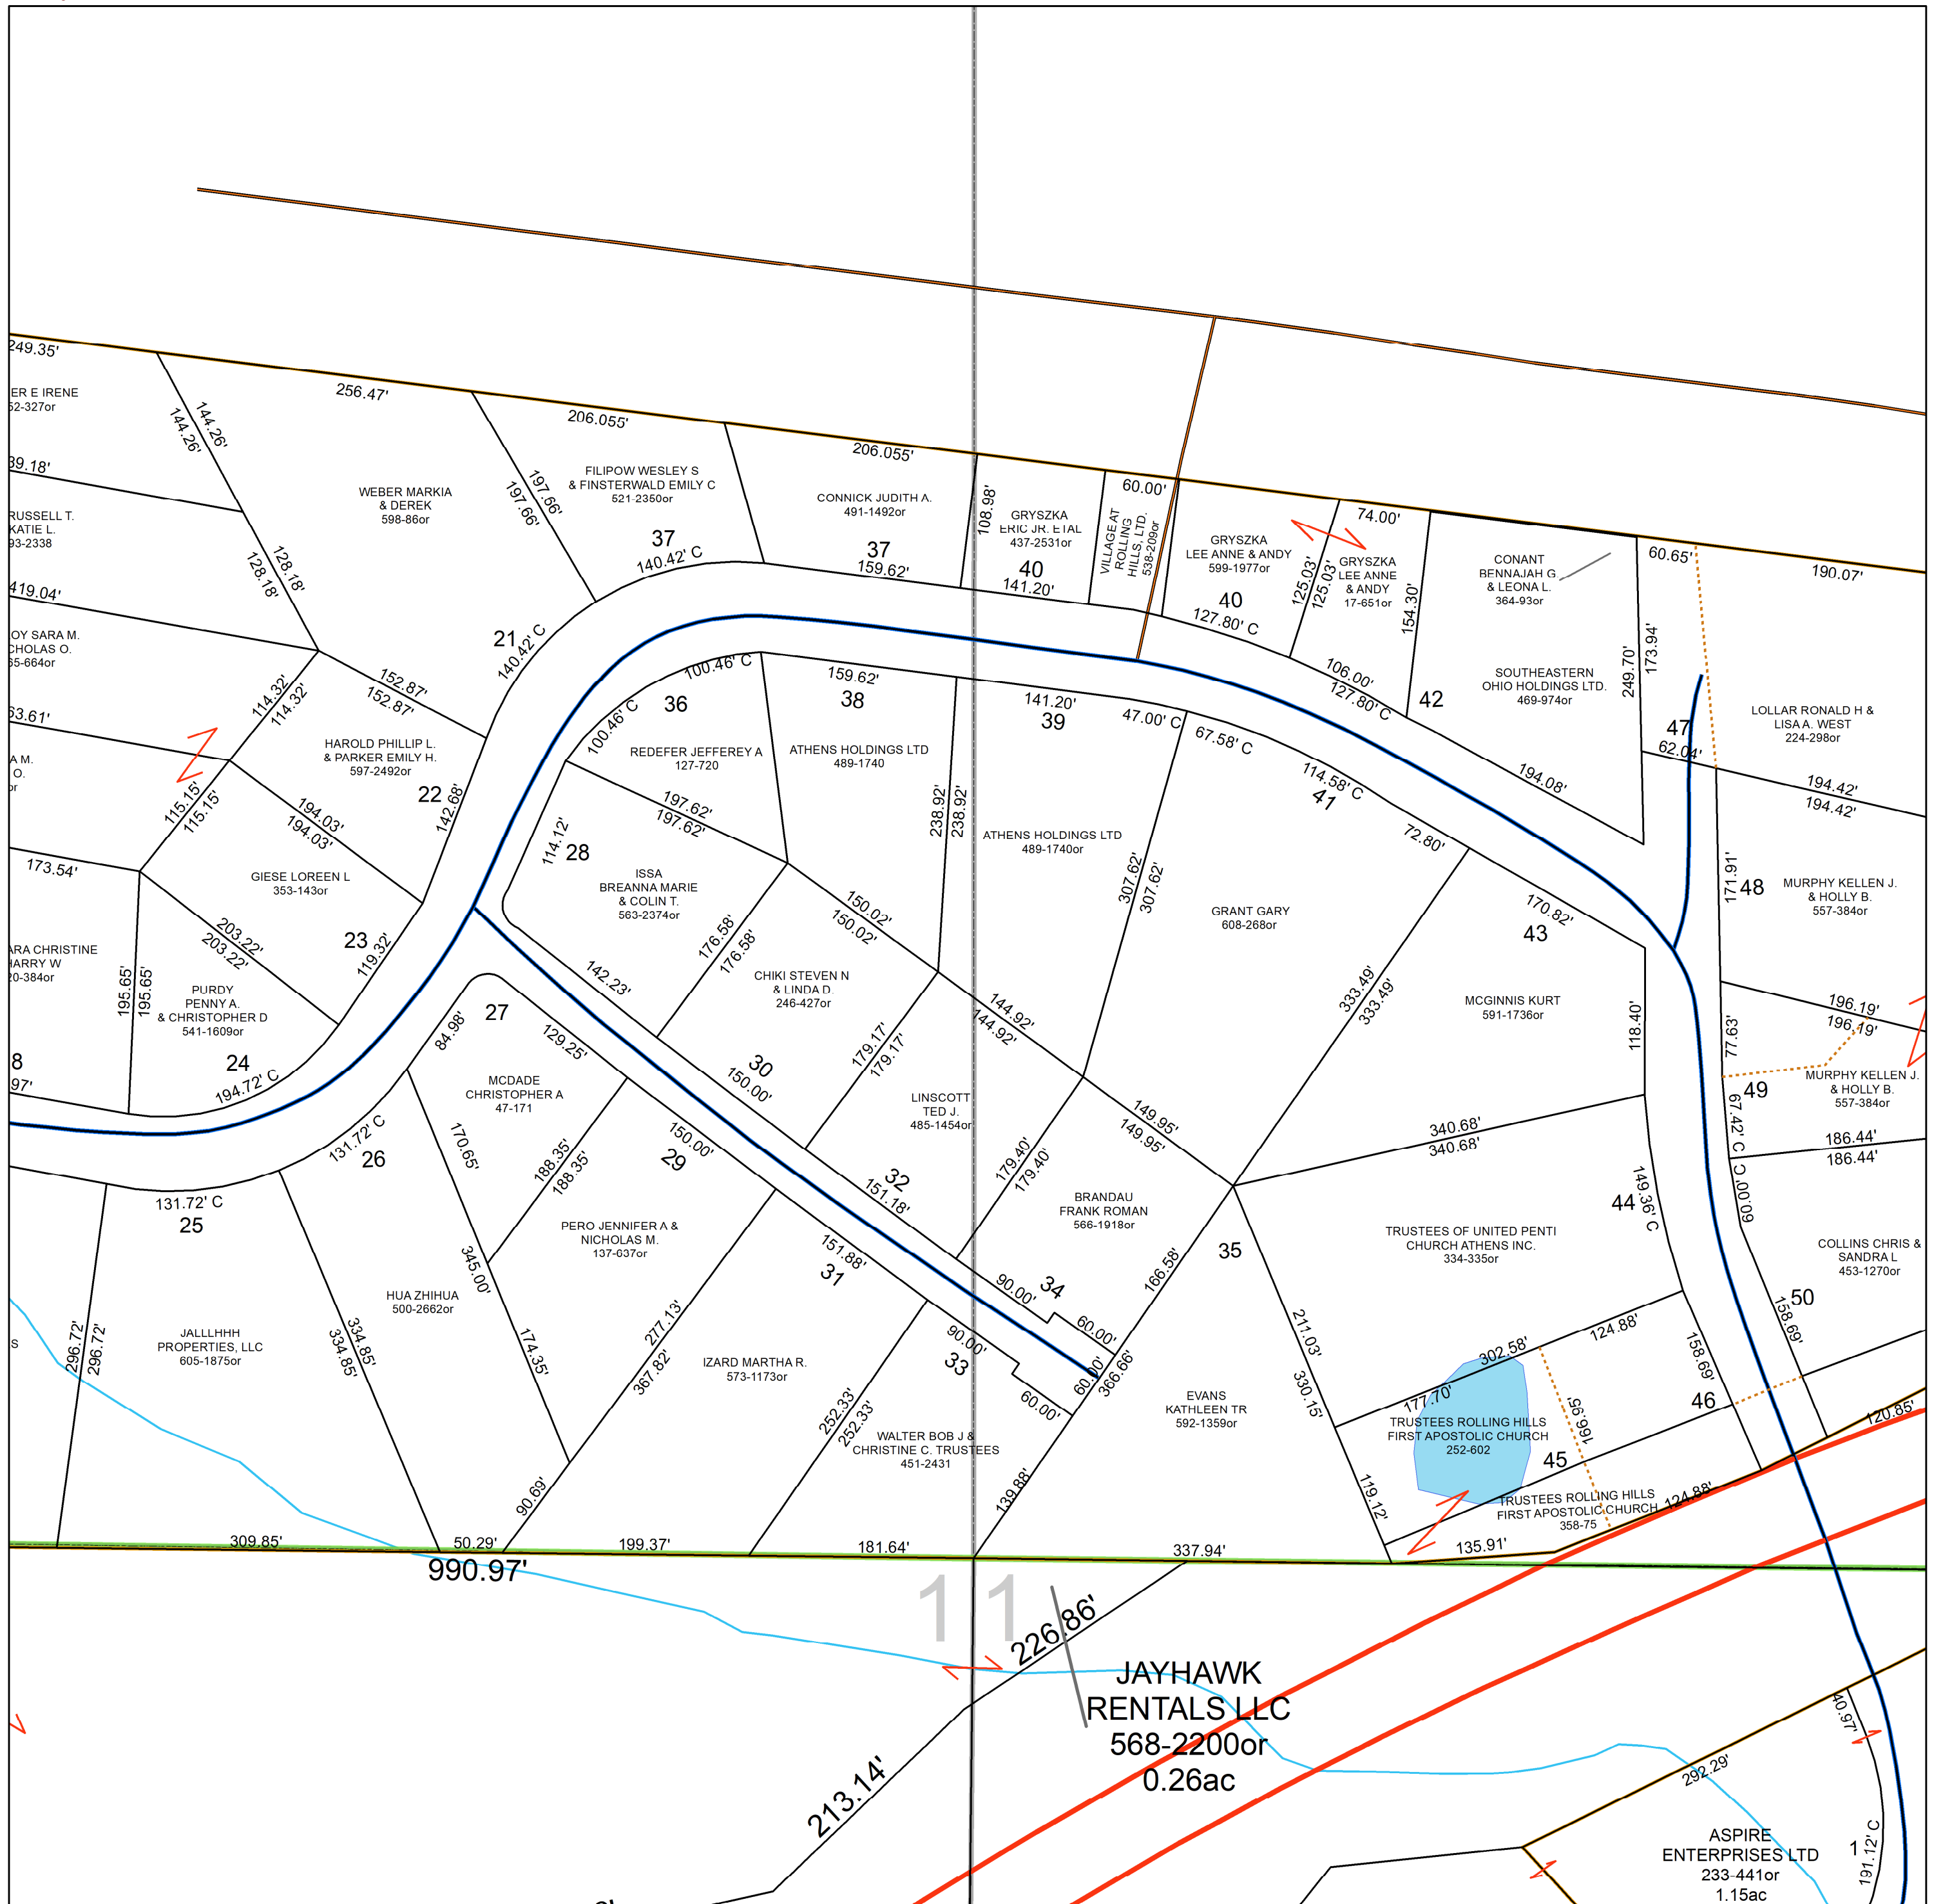 249.35'
256.47'
206.055'
206.055'
60.00'
74.00'
60.65'
190.07'
ER E IRENE
52-327or
144.26'
144.26'
39.18'
RUSSELL T.
KATIE L.
93-2338
128.18'
128.18'
419.04'
OY SARA M.
CHOLAS O.
35-664or
63.61'
A M.
O.
or
173.54'
ARA CHRISTINE
HARRY W
20-384or
8
97'
WEBER MARKIA
& DEREK
598-86or
21
140.42' C
197.66'
197.66'
FILIPOW WESLEY S
& FINSTERWALD EMILY C
521-2350or
37
140.42' C
CONNICK JUDITH A.
491-1492or
37
159.62'
108.98'
GRYSZKA
ERIC JR. ETAL
437-2531or
40
141.20'
VILLAGE AT
ROLLING
HILLS, LTD.
538-209or
GRYSZKA
LEE ANNE & ANDY
599-1977or
40
127.80' C
125.03'
125.03'
GRYSZKA
LEE ANNE
& ANDY
17-651or
106.00'
127.80' C
154.30'
CONANT
BENNAJAH G.
& LEONA L.
364-93or
SOUTHEASTERN
OHIO HOLDINGS LTD.
469-974or
42
194.08'
249.70'
173.94'
47
62.04'
LOLLAR RONALD H &
LISA A. WEST
224-298or
194.42'
194.42'
114.32'
114.32'
152.87'
152.87'
HAROLD PHILLIP L.
& PARKER EMILY H.
597-2492or
22
142.68'
115.15'
115.15'
194.03'
194.03'
GIESE LOREEN L
353-143or
23
119.32'
203.22'
203.22'
195.65'
195.65'
PURDY
PENNY A.
& CHRISTOPHER D
541-1609or
24
194.72' C
100.46' C
36
100.46' C
REDEFER JEFFEREY A
127-720
159.62'
38
ATHENS HOLDINGS LTD
489-1740
141.20'
39
47.00' C
67.58' C
114.58' C
41
72.80'
238.92'
238.92'
ATHENS HOLDINGS LTD
489-1740or
307.62'
307.62'
GRANT GARY
608-268or
333.49'
333.49'
170.82'
43
MCGINNIS KURT
591-1736or
118.40'
171.91'
48
MURPHY KELLEN J.
& HOLLY B.
557-384or
196.19'
196.19'
77.63'
MURPHY KELLEN J.
& HOLLY B.
557-384or
49
67.42' C
186.44'
186.44'
60.00' C
COLLINS CHRIS &
SANDRA L
453-1270or
50
158.69'
114.12'
28
197.62'
197.62'
ISSA
BREANNA MARIE
& COLIN T.
563-2374or
142.23'
176.58'
176.58'
150.02'
150.02'
CHIKI STEVEN N
& LINDA D.
246-427or
30
150.00'
179.17'
179.17'
144.92'
144.92'
LINSCOTT
TED J.
485-1454or
32
151.18'
179.40'
179.40'
149.95'
149.95'
BRANDAU
FRANK ROMAN
566-1918or
90.00'
34
60.00'
166.58'
35
340.68'
340.68'
TRUSTEES OF UNITED PENTI
CHURCH ATHENS INC.
334-335or
44
149.36' C
27
84.98'
129.25'
MCDADE
CHRISTOPHER A
47-171
188.35'
188.35'
170.65'
131.72' C
26
131.72' C
25
150.00'
29
PERO JENNIFER A &
NICHOLAS M.
137-637or
345.00'
174.35'
HUA ZHIHUA
500-2662or
334.85'
334.85'
296.72'
296.72'
S
JALLLHHH
PROPERTIES, LLC
605-1875or
277.13'
367.82'
90.69'
151.88'
31
IZARD MARTHA R.
573-1173or
252.33'
252.33'
90.00'
33
60.00'
60.00'
366.66'
WALTER BOB J &
CHRISTINE C. TRUSTEES
451-2431
139.88'
EVANS
KATHLEEN TR
592-1359or
211.03'
330.15'
119.12'
302.58'
124.88'
177.70'
TRUSTEES ROLLING HILLS
FIRST APOSTOLIC CHURCH
252-602
166.95'
158.69'
46
45
TRUSTEES ROLLING HILLS
FIRST APOSTOLIC CHURCH
358-75
124.88'
120.85'
135.91'
309.85'
50.29'
199.37'
181.64'
337.94'
990.97'
11
226.86'
213.14'
JAYHAWK
RENTALS LLC
568-2200or
0.26ac
40.97'
292.29'
ASPIRE
ENTERPRISES LTD
233-441or
1.15ac
1
191.12' C